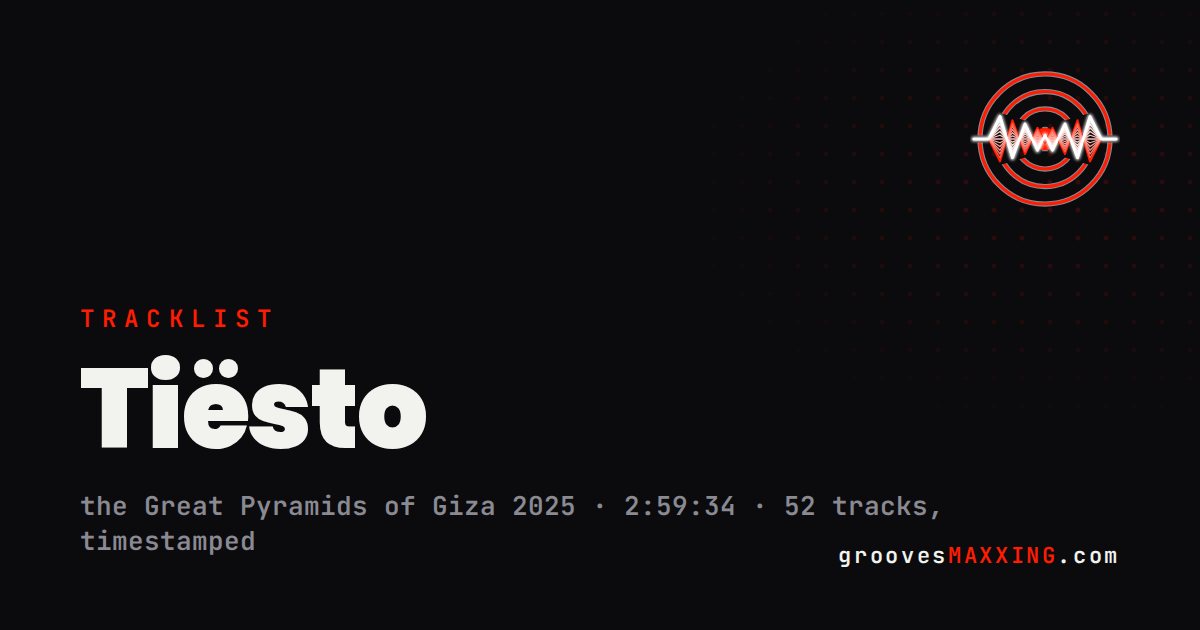 TRACKLIST
Tiësto
the Great Pyramids of Giza 2025 · 2:59:34 · 52 tracks,
timestamped
groovesMAXXING.com